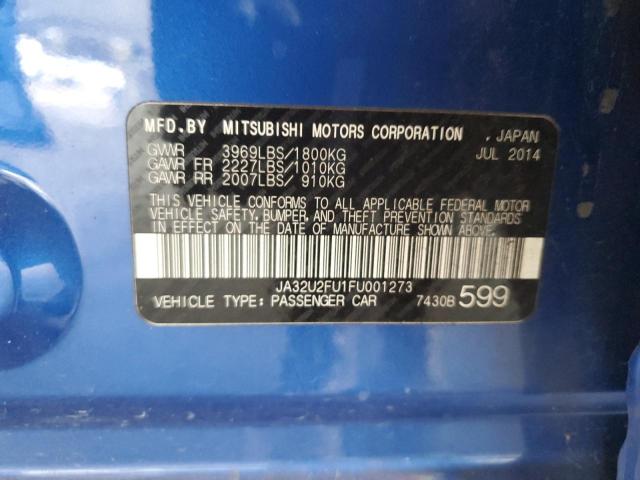 MFD.BY MITSUBISHI MOTORS CORPORATION , JAPAN
GVWR 3969LBS/1800KG JUL 2014
GAWR FR 2227LBS/1010KG
GAWR RR 2007LBS/ 910KG
THIS VEHICLE CONFORMS TO ALL APPLICABLE FEDERAL MOTOR
VEHICLE SAFETY, BUMPER, AND THEFT PREVENTION STANDARDS
IN EFFECT ON THE DATE OF MANUFACTURE SHOWN ABOVE.
JA32U2FU1FU001273
VEHICLE TYPE: PASSENGER CAR 7430B 599